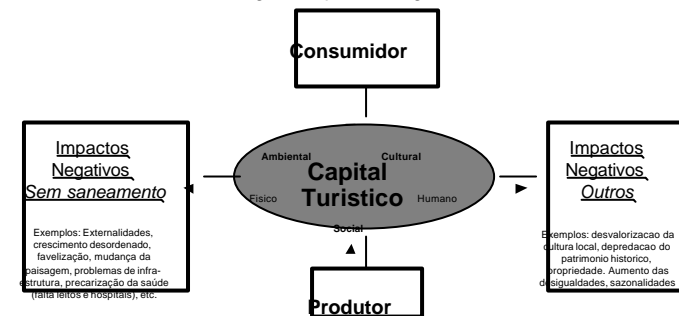 Consumidor
Impactos
Negativos
Sem saneamento
Exemplos: Externalidades,
crescimento desordenado,
favelização, mudança da
paisagem, problemas de infra-
estrutura, precarização da saúde
(falta leitos e hospitais), etc.
Ambiental
Cultural
Capital
Turistico
Fisico
Humano
Social
Impactos
Negativos
Outros
Exemplos: desvalorizacao da
cultura local, depredacao do
patrimonio historico,
propriedade. Aumento das
desigualdades, sazonalidades
Produtor